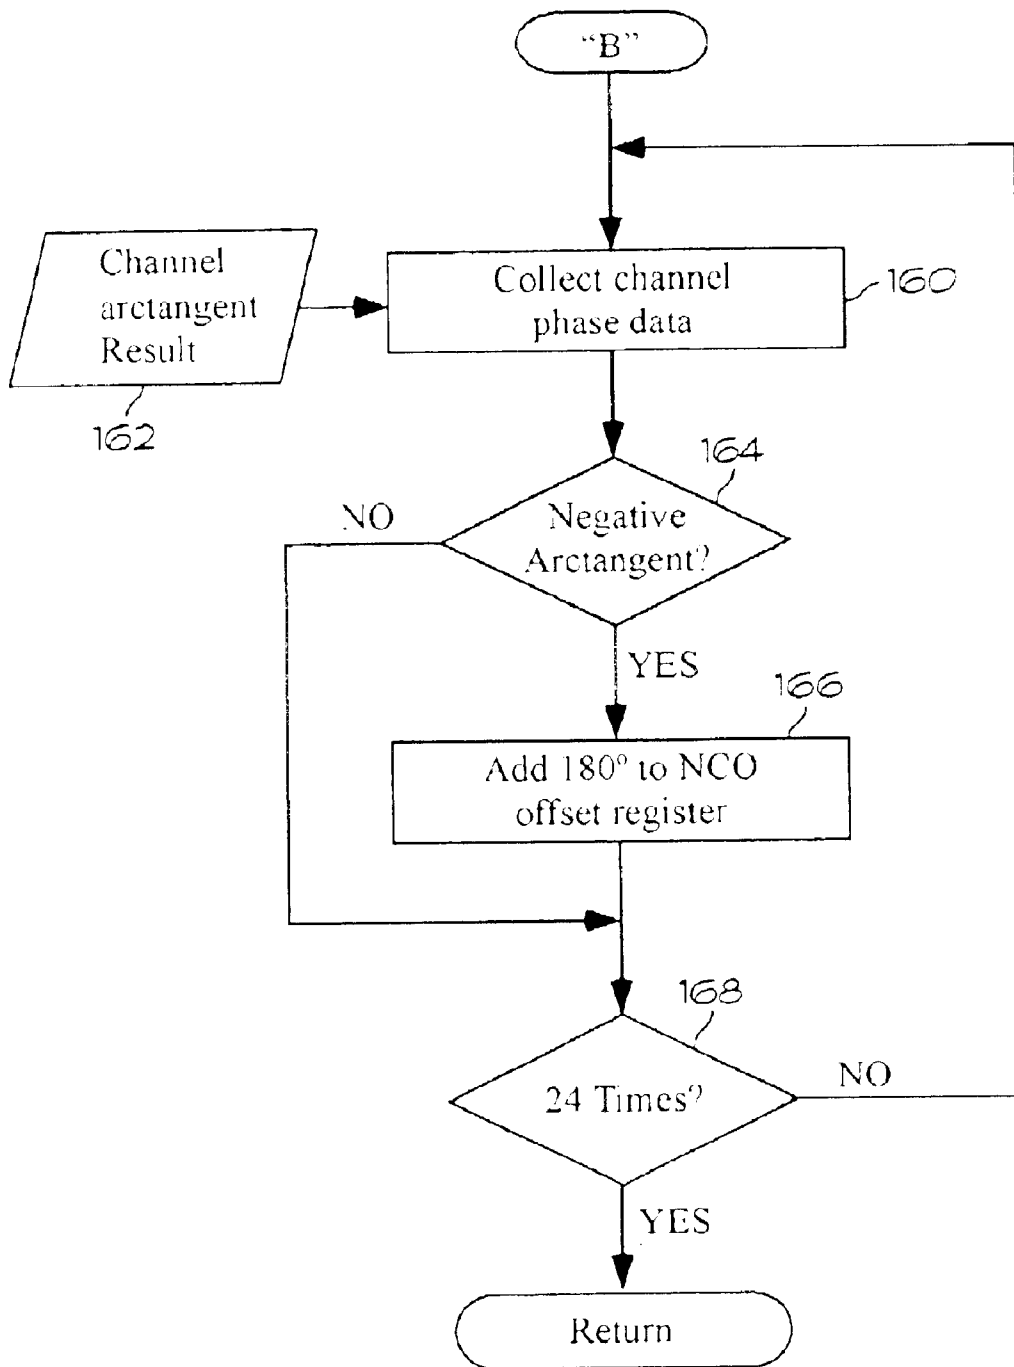 “B”
Channel
arctangent
Result
162
Collect channel
phase data
160
164
Negative
Arctangent?
NO
YES
166
Add 180º to NCO
offset register
168
24 Times?
NO
YES
Return